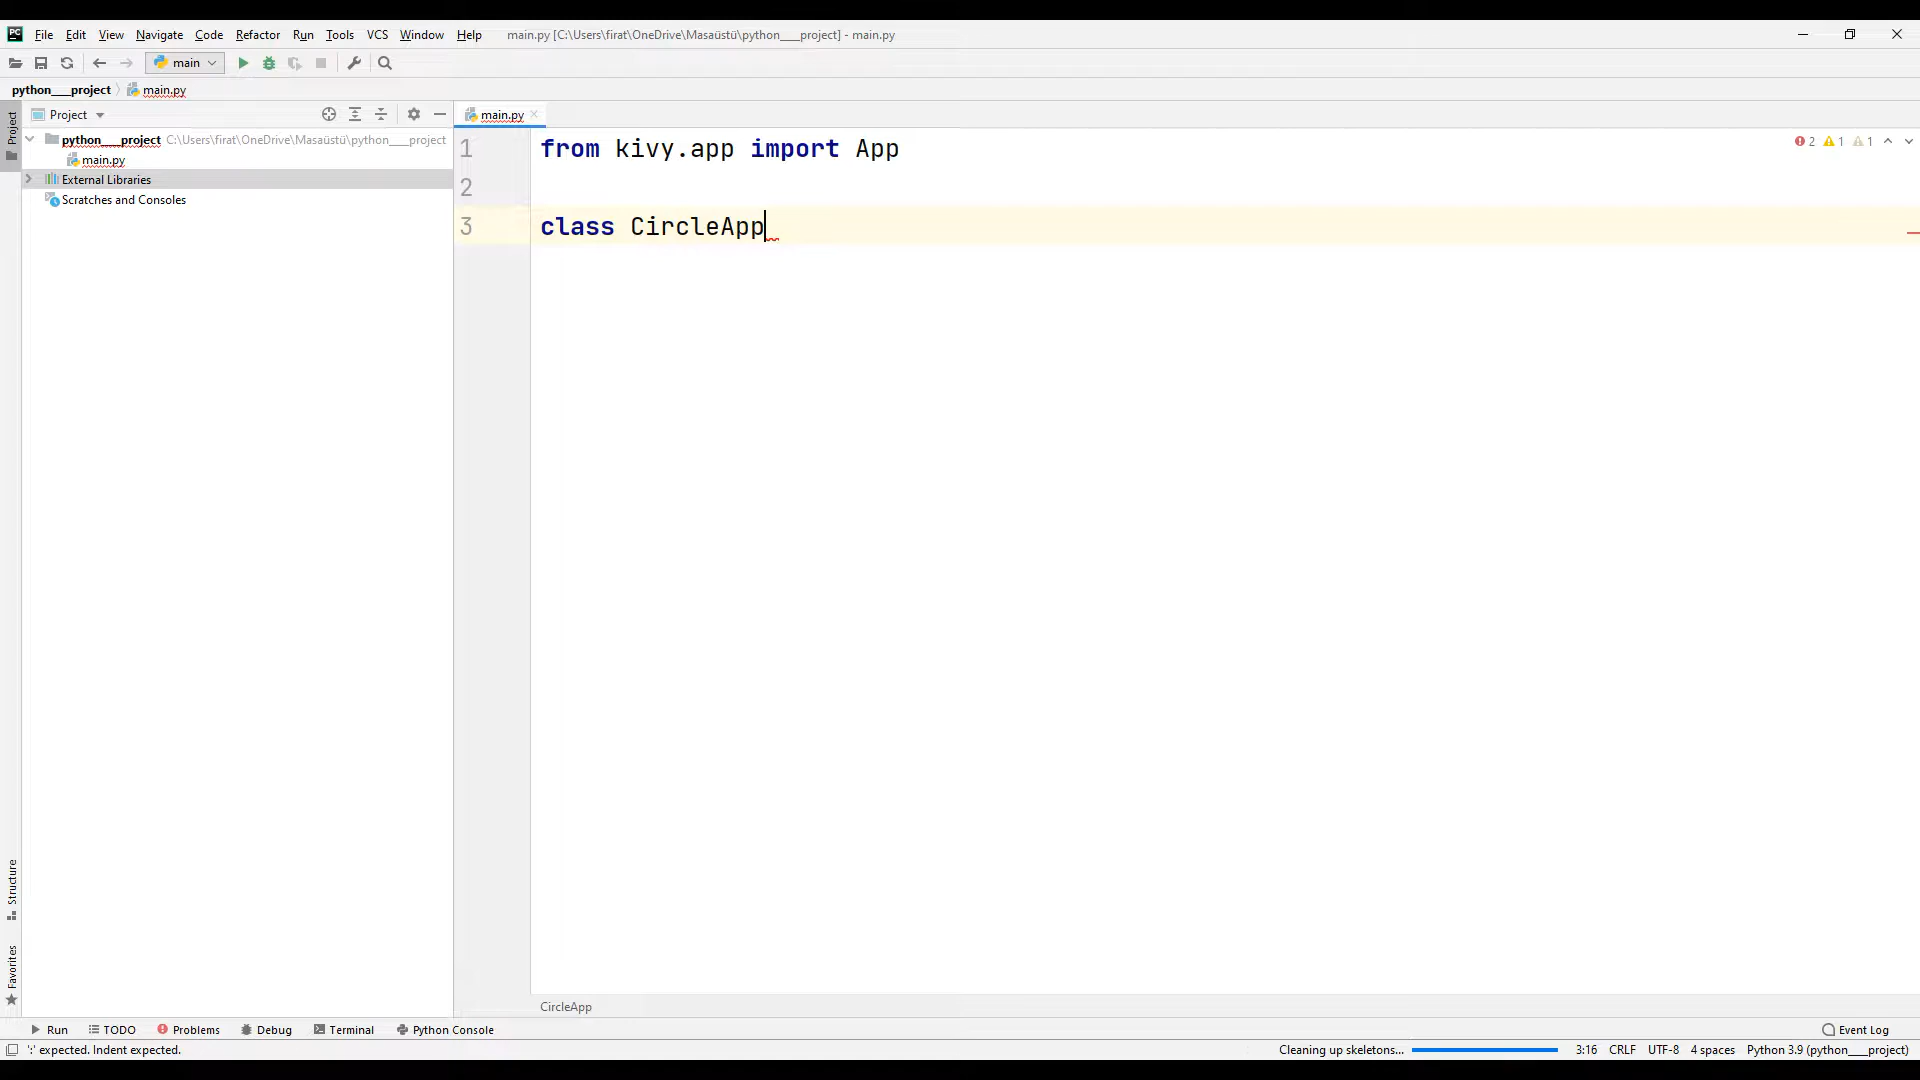 PC File Edit View Navigate Code Refactor Run Tools VCS Window Help main.py [C:\Users\firat\OneDrive\Masaüstü\python___project] - main.py
main
python___project main.py
Project
Project
main.py
python___project C:\Users\firat\OneDrive\Masaüstü\python___project
main.py
External Libraries
Scratches and Consoles
1 from kivy.app import App
2
3 class CircleApp
2 1 1
Structure
Favorites
CircleApp
Run TODO Problems Debug Terminal Python Console Event Log
':' expected. Indent expected. Cleaning up skeletons... 3:16 CRLF UTF-8 4 spaces Python 3.9 (python___project)